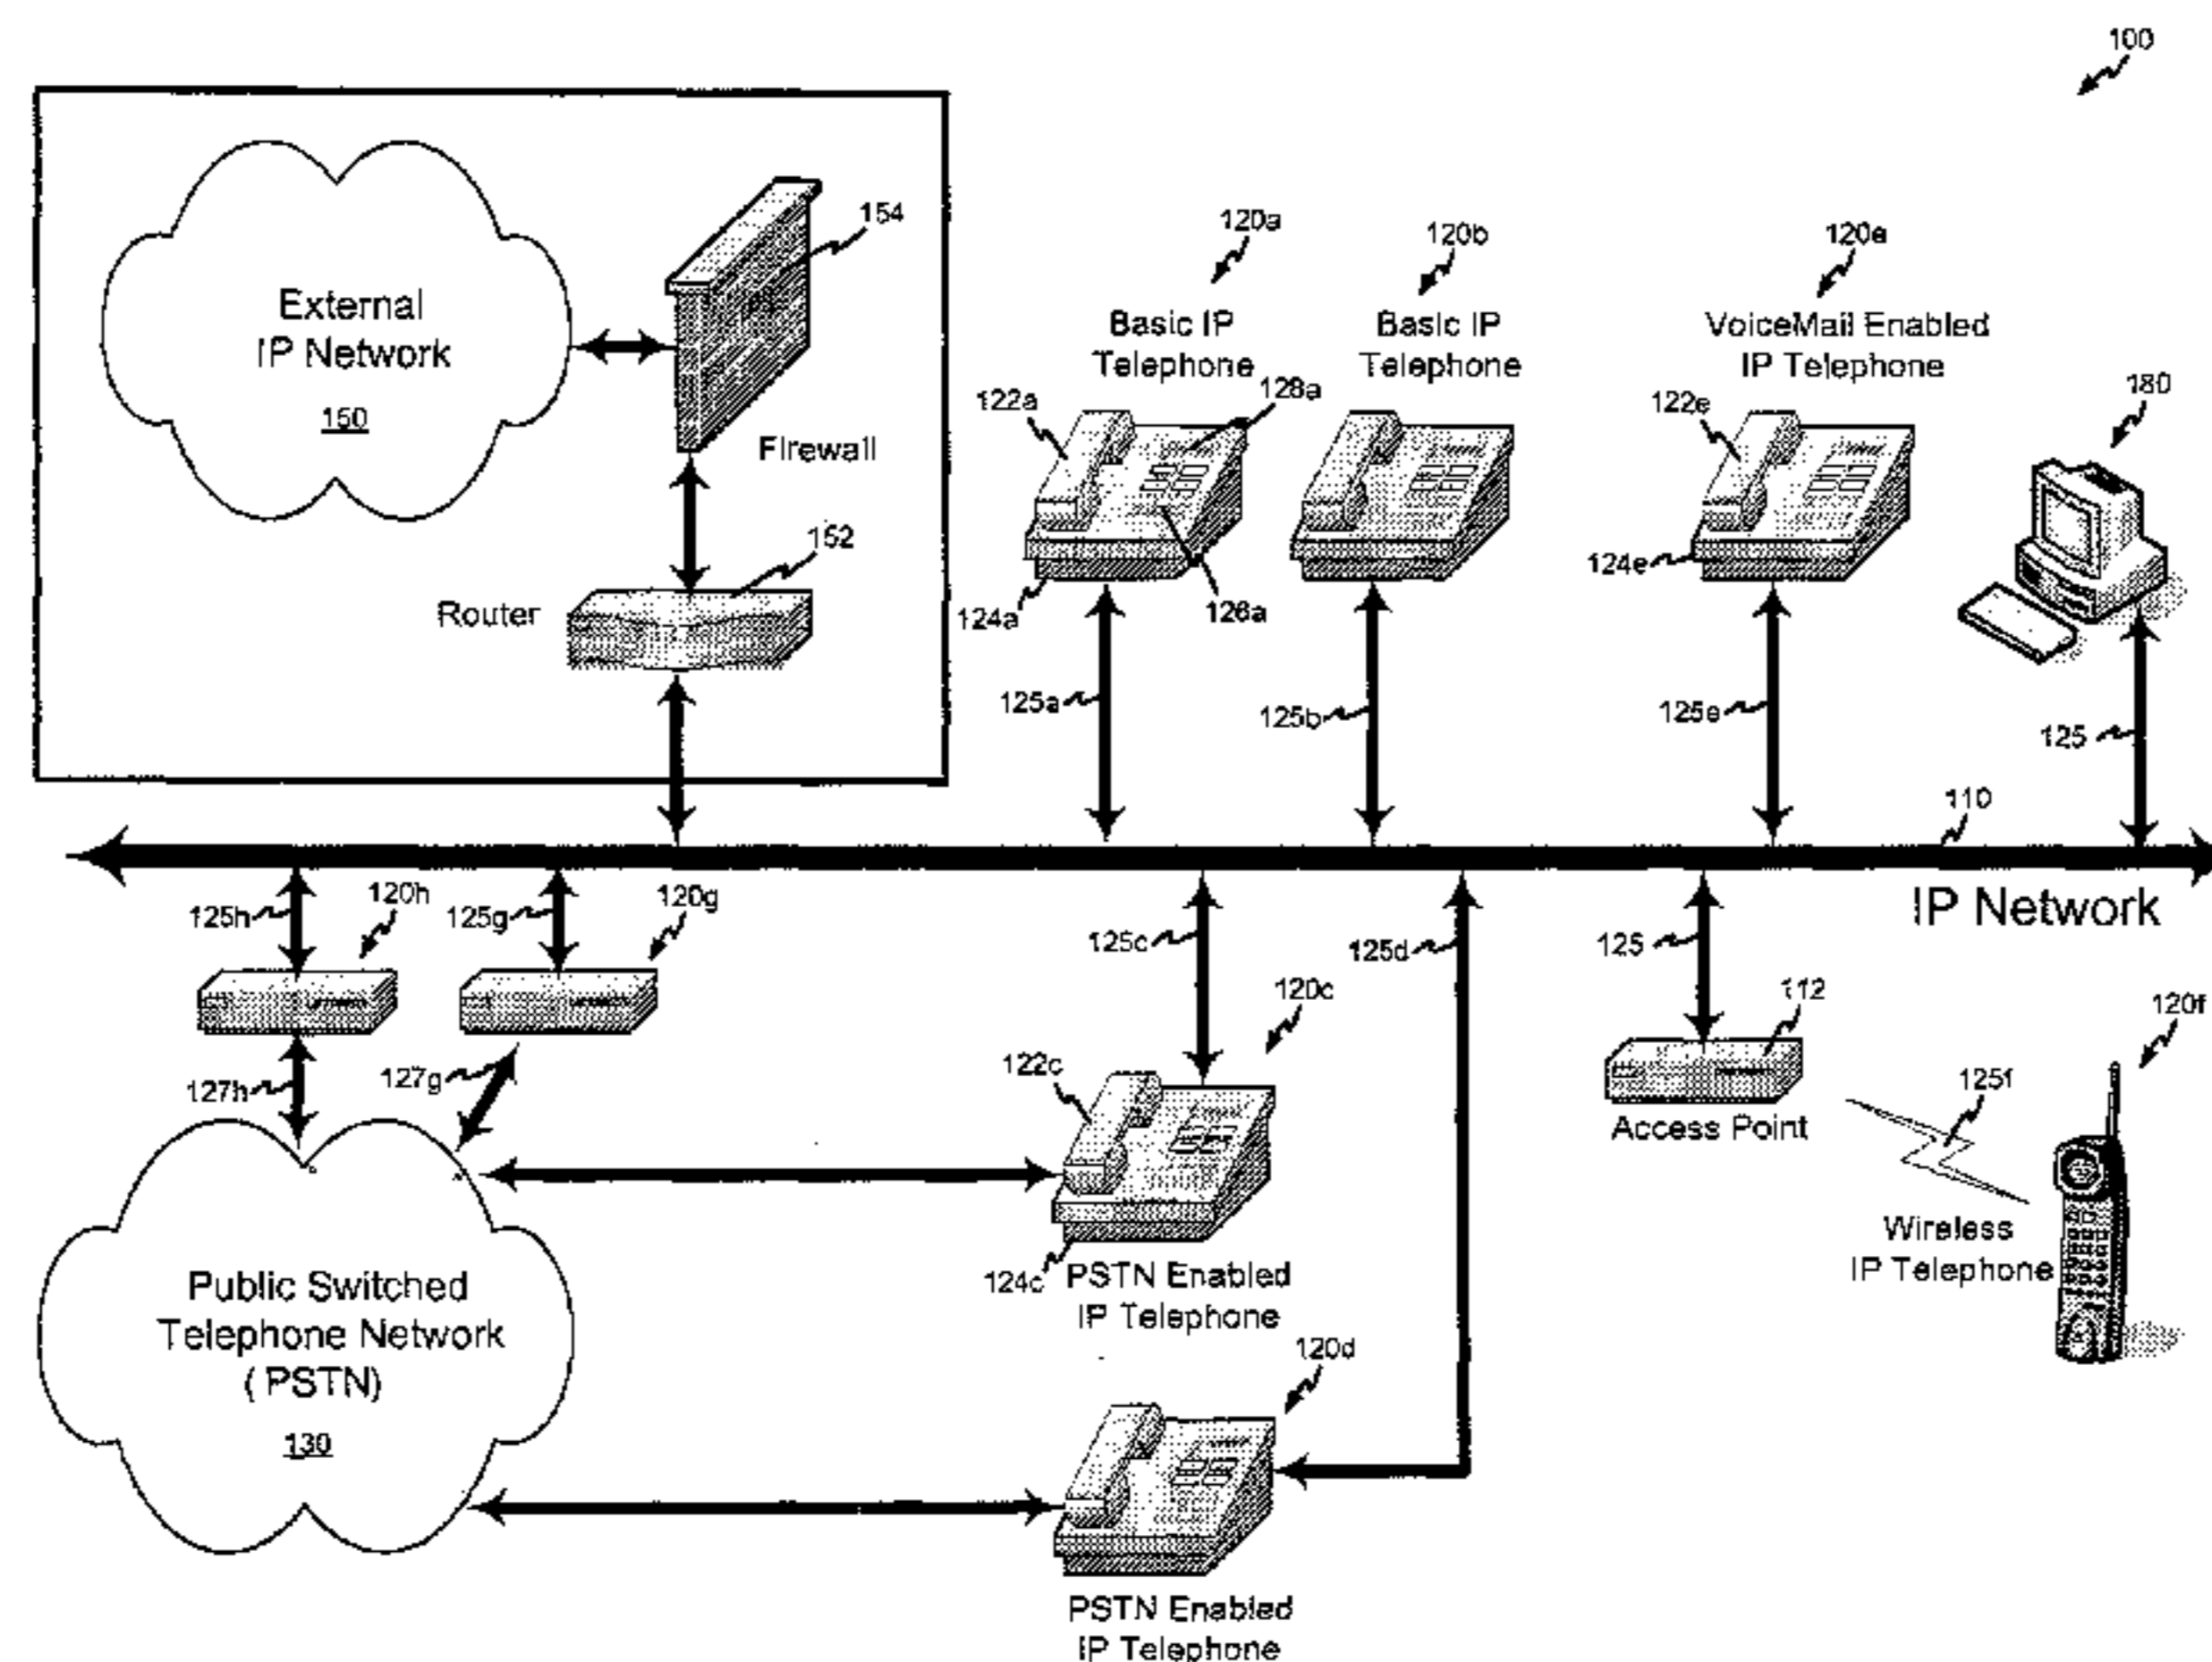 100
External
IP Network
150
154
Firewall
152
Router
120a
Basic IP
Telephone
122a
128a
124a
126a
120b
Basic IP
Telephone
120e
VoiceMail Enabled
IP Telephone
122e
124e
180
125a
125b
125e
125
110
IP Network
125h
120h
125g
120g
125c
125d
125
127h
127g
122c
120c
112
Access Point
120f
125f
Wireless
IP Telephone
124c
PSTN Enabled
IP Telephone
Public Switched
Telephone Network
( PSTN)
130
120d
PSTN Enabled
IP Telephone